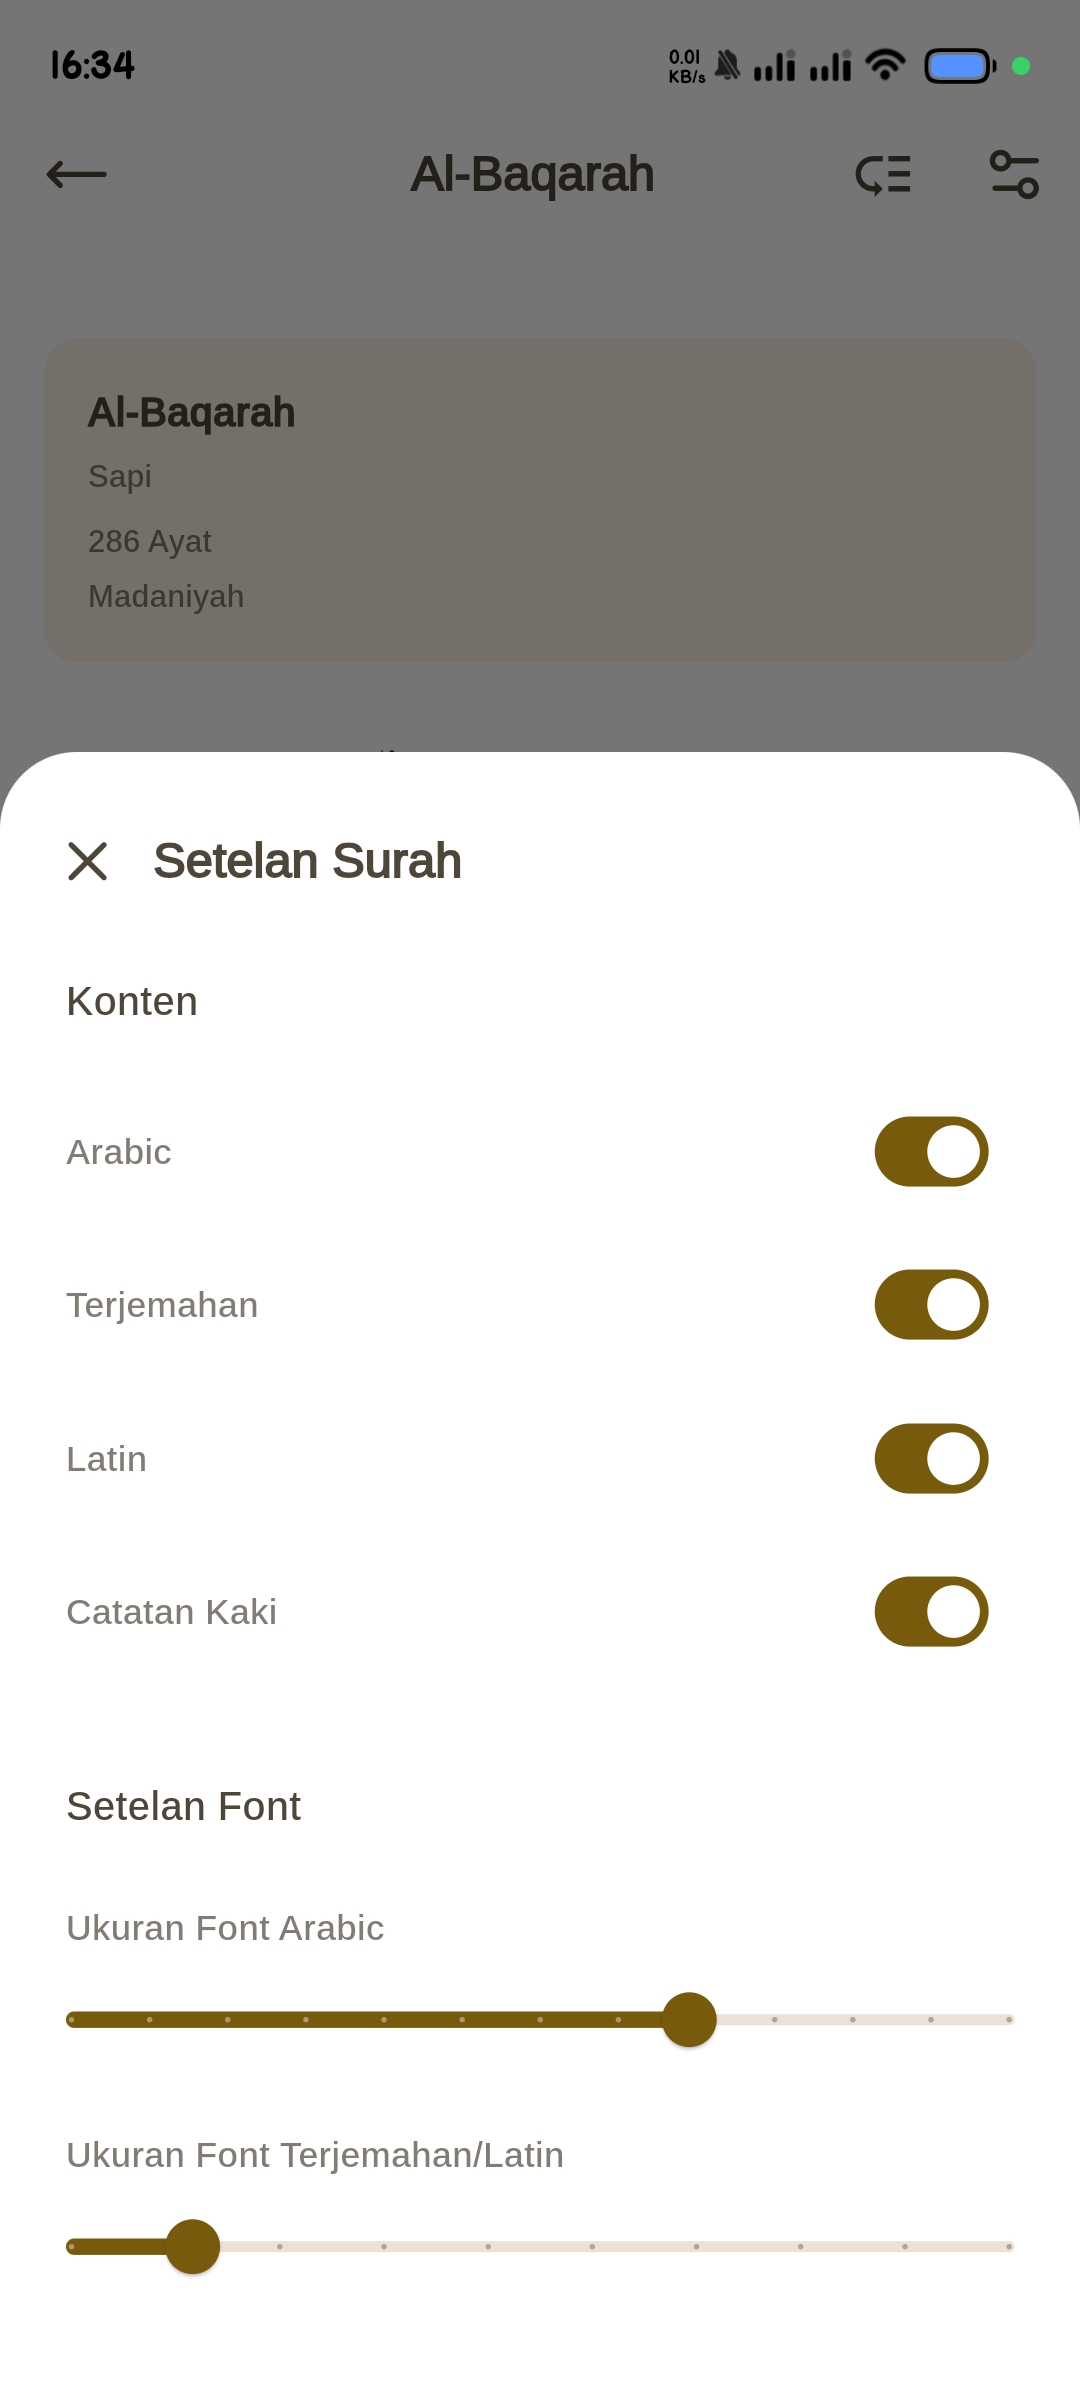 16:34
0.01
KB/s
Al-Baqarah
Al-Baqarah
Sapi
286 Ayat
Madaniyah
Setelan Surah
Konten
Arabic
Terjemahan
Latin
Catatan Kaki
Setelan Font
Ukuran Font Arabic
Ukuran Font Terjemahan/Latin